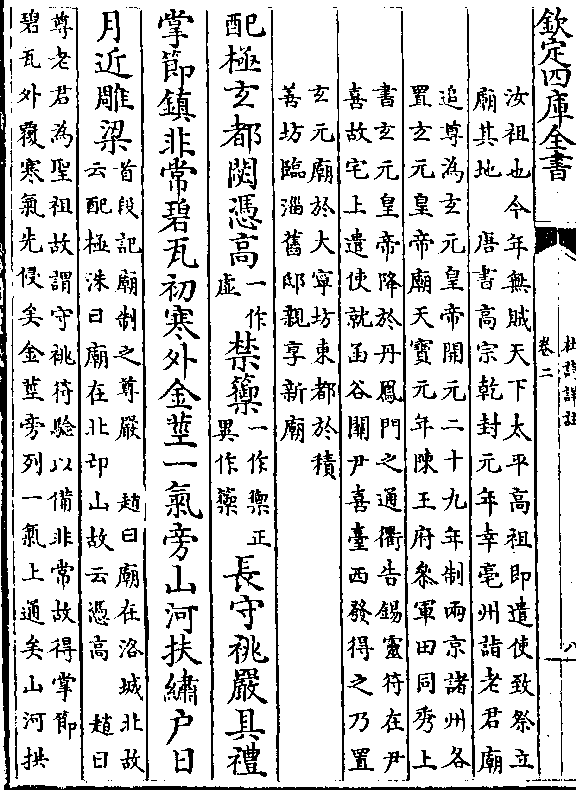 欽定四庫全書
杜詩詳註
卷二
八
汝祖也今年無賊天下太平高祖即遣使致祭立
廟其地　唐書高宗乾封元年幸亳州詣老君廟
追尊為玄元皇帝開元二十九年制兩京諸州各
置玄元皇帝廟天寶元年陳王府參軍田同秀上
書玄元皇帝降於丹鳳門之通衢告錫靈符在尹
喜故宅上遣使就函谷關尹喜臺西發得之乃置
玄元廟於大寧坊東都於積
善坊臨淄舊邸親享新廟
配極玄都閟憑高一作虛禁籞一作禦正異作籞長守祧嚴具禮
掌節鎮非常碧瓦初寒外金莖一氣旁山河扶繡户日
月近雕梁首段記廟制之尊嚴　趙曰廟在洛城北故
云配極洙曰廟在北邙山故云憑高　趙曰
尊老君為聖祖故謂守祧符驗以備非常故得掌節
碧瓦外覆寒氣先侵矣金莖旁列一氣上通矣山河拱